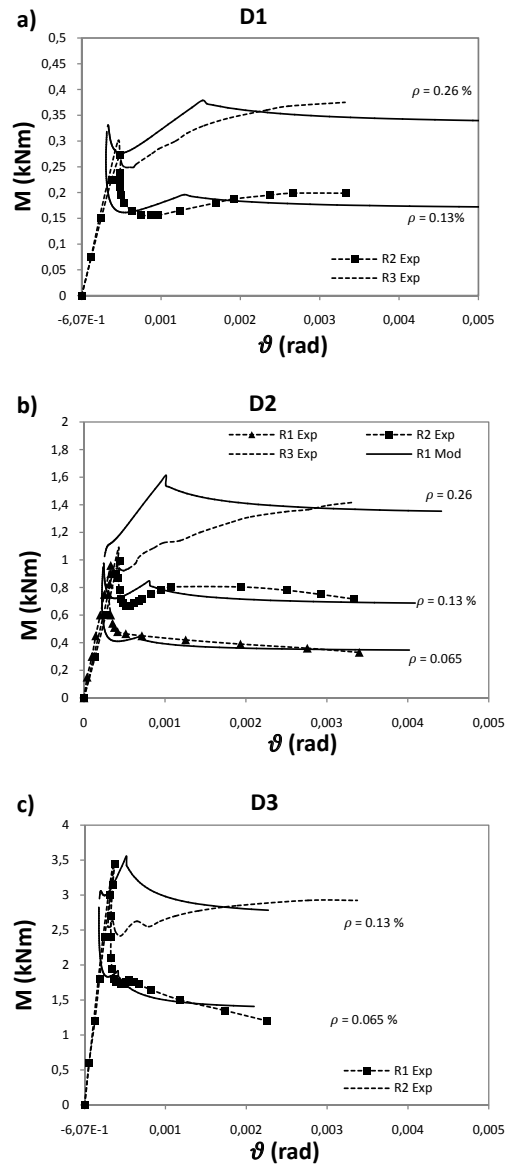 a)
D1
0,5
0,45
0,4
0,35
0,3
0,25
0,2
0,15
0,1
0,05
0
M (kNm)
ρ = 0.26 %
ρ = 0.13%
R2 Exp
R3 Exp
-6,07E-1
0,001
0,002
0,003
0,004
0,005
ϑ (rad)
b)
D2
2
1,8
1,6
1,4
1,2
1
0,8
0,6
0,4
0,2
0
M (kNm)
R1 Exp
R2 Exp
R3 Exp
R1 Mod
ρ = 0.26
ρ = 0.13 %
ρ = 0.065
0
0,001
0,002
0,003
0,004
0,005
ϑ (rad)
c)
D3
4
3,5
3
2,5
2
1,5
1
0,5
0
M (kNm)
ρ = 0.13 %
ρ = 0.065 %
R1 Exp
R2 Exp
-6,07E-1
0,001
0,002
0,003
0,004
0,005
ϑ (rad)